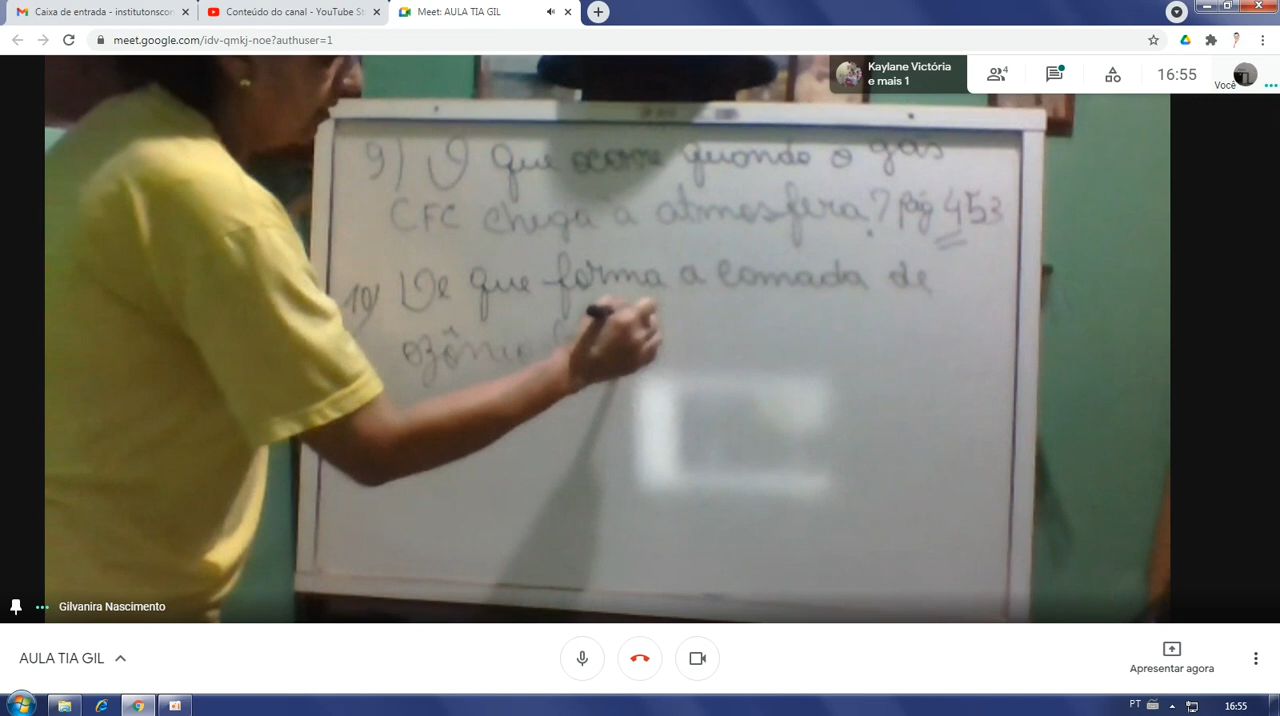 Caixa de entrada - institutonscon
Conteúdo do canal - YouTube St
Meet: AULA TIA GIL
meet.google.com/idv-qmkj-noe?authuser=1
Kaylane Victória
e mais 1
4
16:55
Você
9) O que ocorre quando o gás
CFC chega a atmosfera? pág 453
10) De que forma a camada de
ozônio
Gilvanira Nascimento
AULA TIA GIL
Apresentar agora
PT
16:55